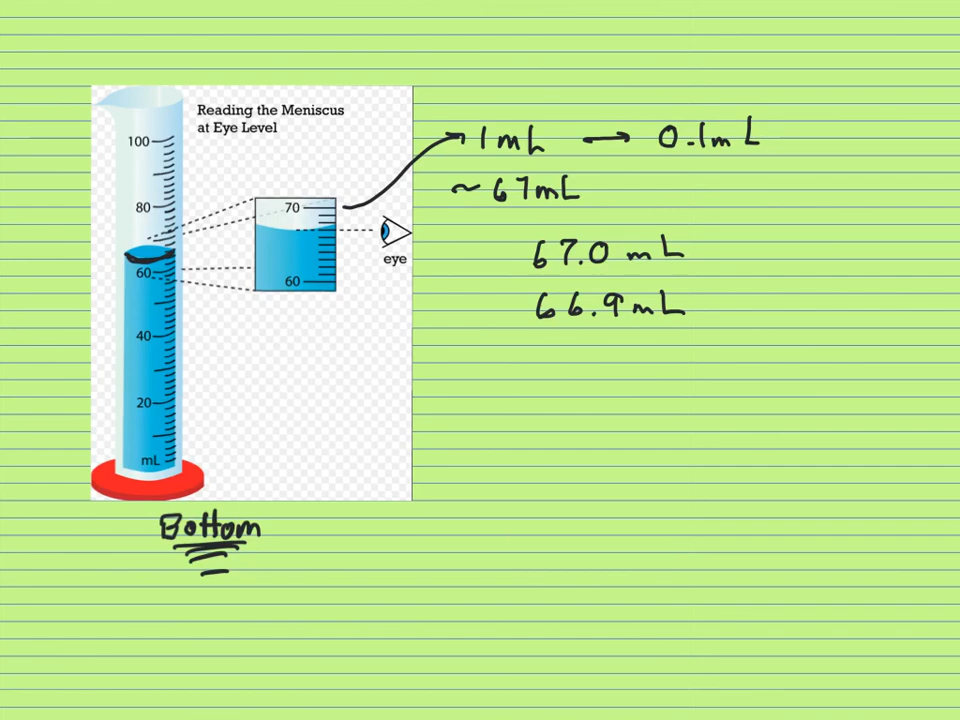 Reading the Meniscus
at Eye Level
100
80
60
40
20
mL
70
60
eye
1mL → 0.1mL
~67mL
67.0 mL
66.9mL
Bottom